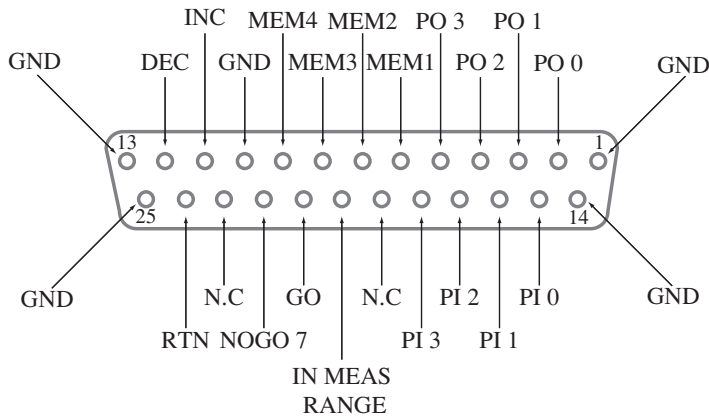 INC MEM4 MEM2 PO 3 PO 1
GND DEC GND MEM3 MEM1 PO 2 PO 0 GND
13 1
25 14
GND N.C GO N.C PI 2 PI 0 GND
RTN NOGO 7 PI 3 PI 1
IN MEAS
RANGE